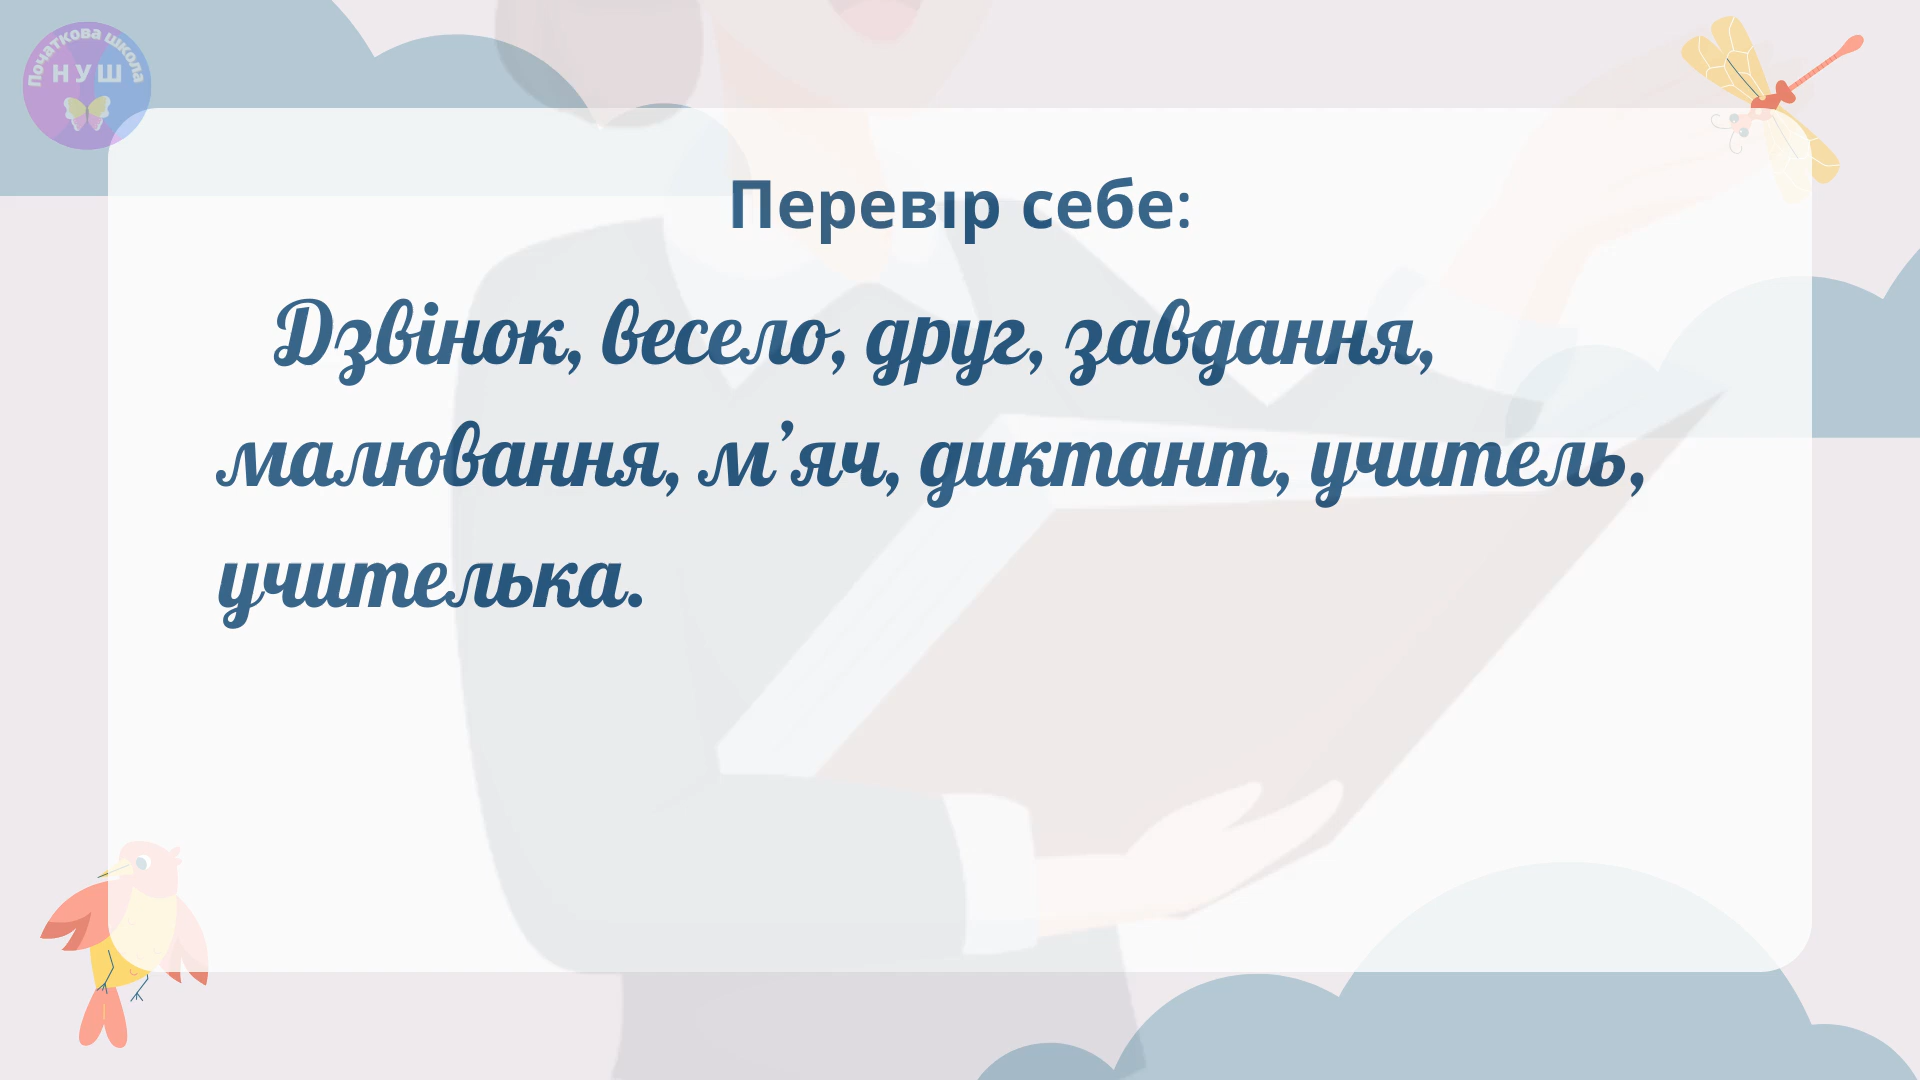 Початкова школа
НУШ
Перевір себе:
Дзвінок, весело, друг, завдання,
малювання, м’яч, диктант, учитель,
учителька.